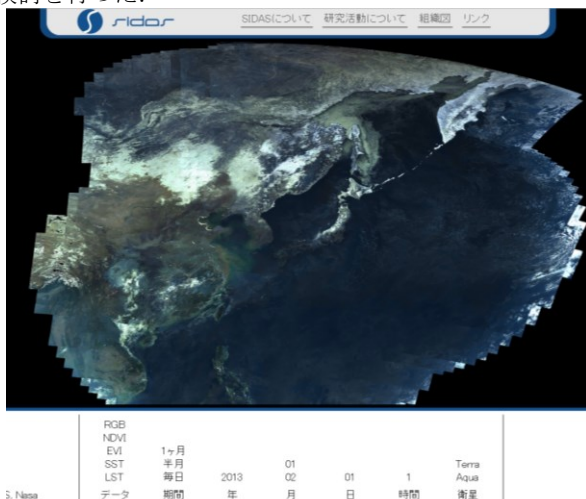 sidas SIDASについて 研究活動について 組織図 リンク
RGB
NDVI
EVI 1ヶ月
SST 半月 01 Terra
LST 毎日 2013 02 01 1 Aqua
S. Nasa データ 期間 年 月 日 時間 衛星